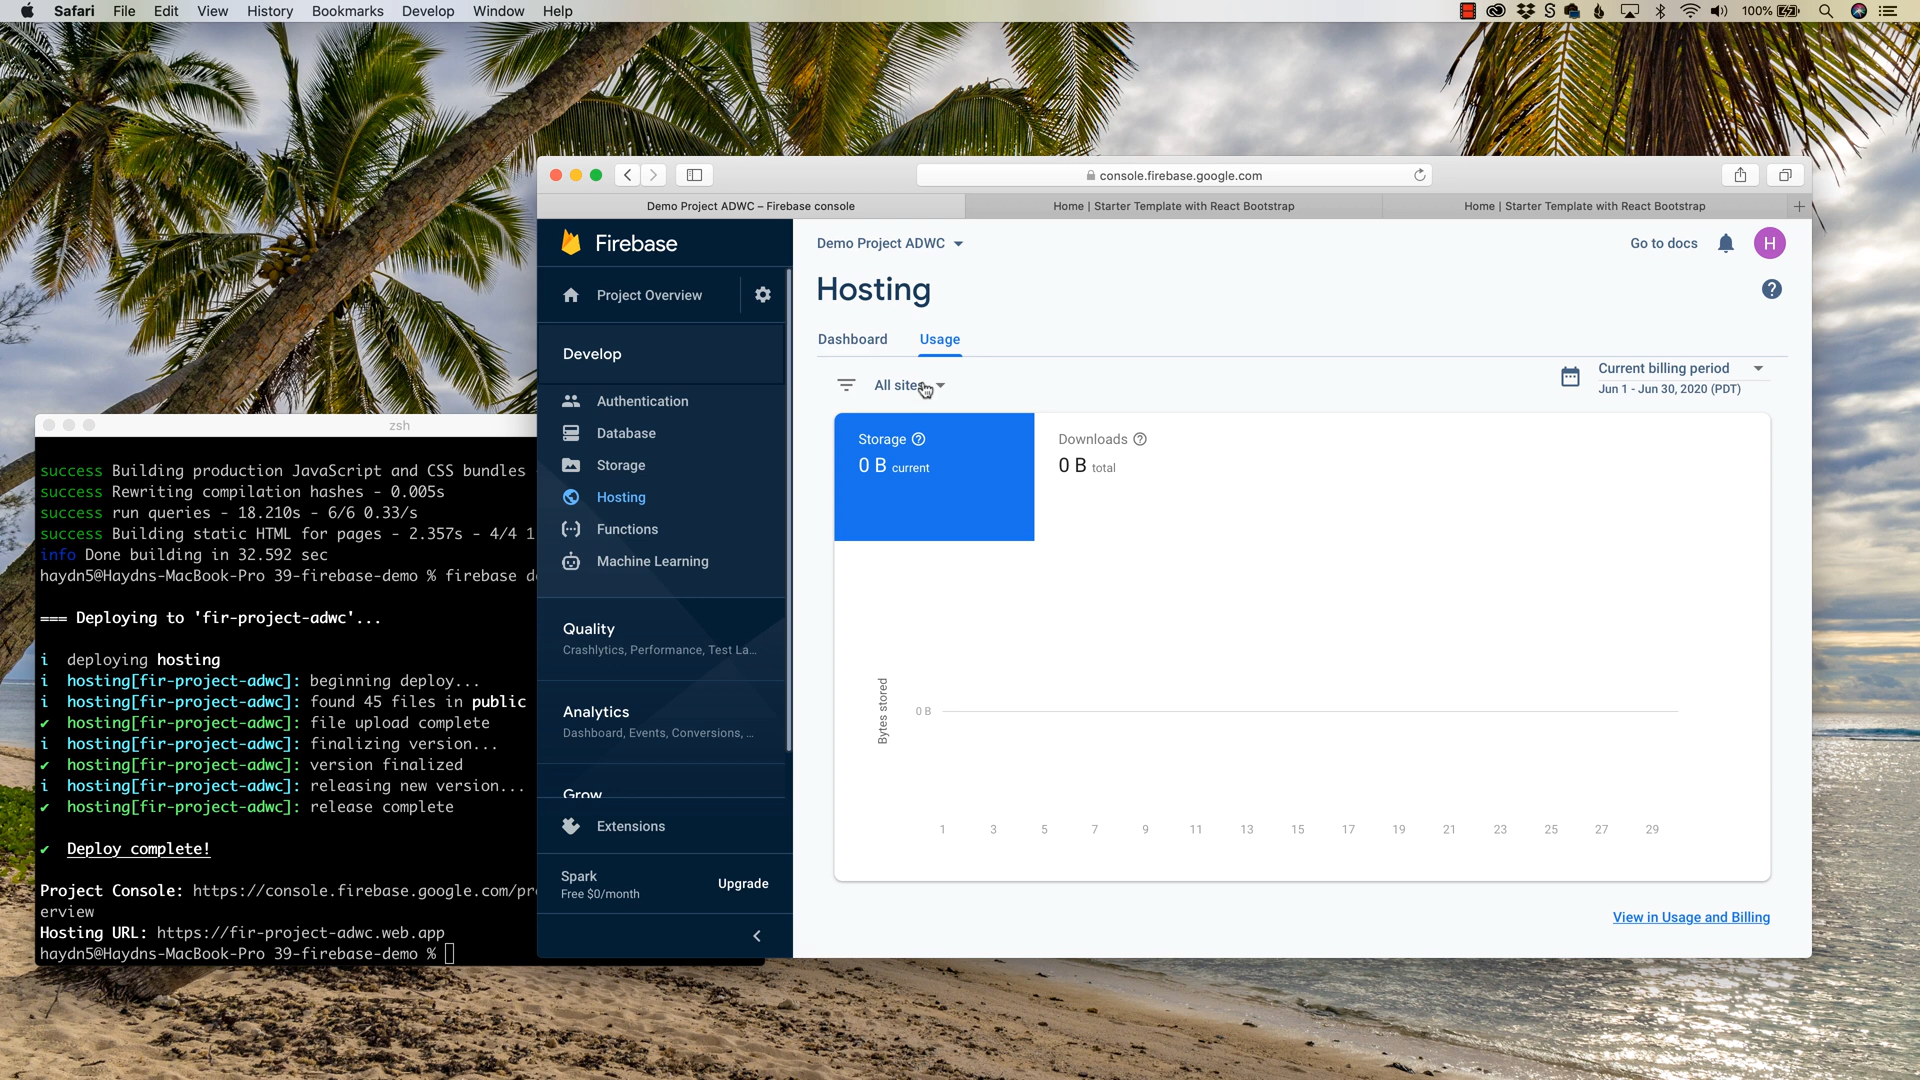 Safari File Edit View History Bookmarks Develop Window Help
100%
console.firebase.google.com
Demo Project ADWC – Firebase console
Home | Starter Template with React Bootstrap
Home | Starter Template with React Bootstrap
Firebase
Project Overview
Develop
Authentication
Database
Storage
Hosting
Functions
Machine Learning
Quality
Crashlytics, Performance, Test La...
Analytics
Dashboard, Events, Conversions, ...
Grow
Extensions
Spark
Free $0/month
Upgrade
Demo Project ADWC
Go to docs
H
Hosting
Dashboard
Usage
All sites
Current billing period
Jun 1 - Jun 30, 2020 (PDT)
Storage
0 B current
Downloads
0 B total
Bytes stored
0 B
1 3 5 7 9 11 13 15 17 19 21 23 25 27 29
View in Usage and Billing
zsh
success Building production JavaScript and CSS bundles
success Rewriting compilation hashes - 0.005s
success run queries - 18.210s - 6/6 0.33/s
success Building static HTML for pages - 2.357s - 4/4 1
info Done building in 32.592 sec
haydn5@Haydns-MacBook-Pro 39-firebase-demo % firebase d
=== Deploying to 'fir-project-adwc'...
i deploying hosting
i hosting[fir-project-adwc]: beginning deploy...
i hosting[fir-project-adwc]: found 45 files in public
✔ hosting[fir-project-adwc]: file upload complete
i hosting[fir-project-adwc]: finalizing version...
✔ hosting[fir-project-adwc]: version finalized
i hosting[fir-project-adwc]: releasing new version...
✔ hosting[fir-project-adwc]: release complete
✔ Deploy complete!
Project Console: https://console.firebase.google.com/pr
erview
Hosting URL: https://fir-project-adwc.web.app
haydn5@Haydns-MacBook-Pro 39-firebase-demo %